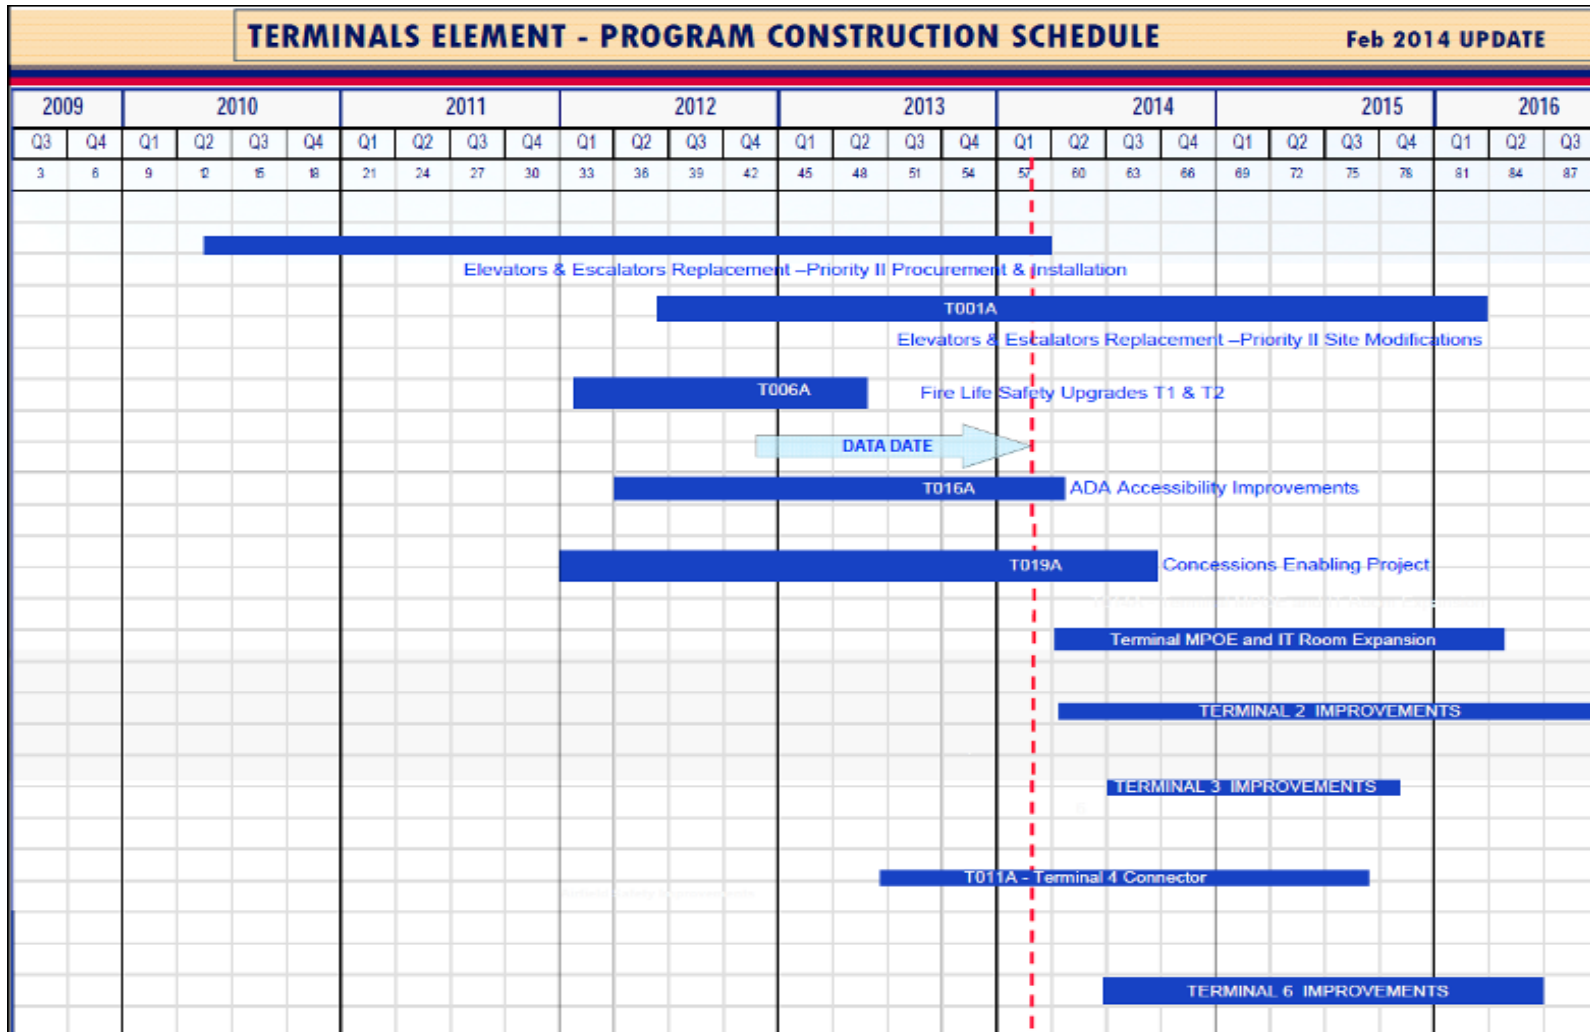 TERMINALS ELEMENT - PROGRAM CONSTRUCTION SCHEDULE Feb 2014 UPDATE
2009 2010 2011 2012 2013 2014 2015 2016
Q3 Q4 Q1 Q2 Q3 Q4 Q1 Q2 Q3 Q4 Q1 Q2 Q3 Q4 Q1 Q2 Q3 Q4 Q1 Q2 Q3 Q4 Q1 Q2 Q3 Q4 Q1 Q2 Q3
3 6 9 12 15 18 21 24 27 30 33 36 39 42 45 48 51 54 57 60 63 66 69 72 75 78 81 84 87
Elevators & Escalators Replacement –Priority II Procurement & Installation
T001A
Elevators & Escalators Replacement –Priority II Site Modifications
T006A Fire Life Safety Upgrades T1 & T2
DATA DATE
T016A ADA Accessibility Improvements
T019A Concessions Enabling Project
Terminal MPOE and IT Room Expansion
TERMINAL 2 IMPROVEMENTS
TERMINAL 3 IMPROVEMENTS
T011A - Terminal 4 Connector
TERMINAL 6 IMPROVEMENTS